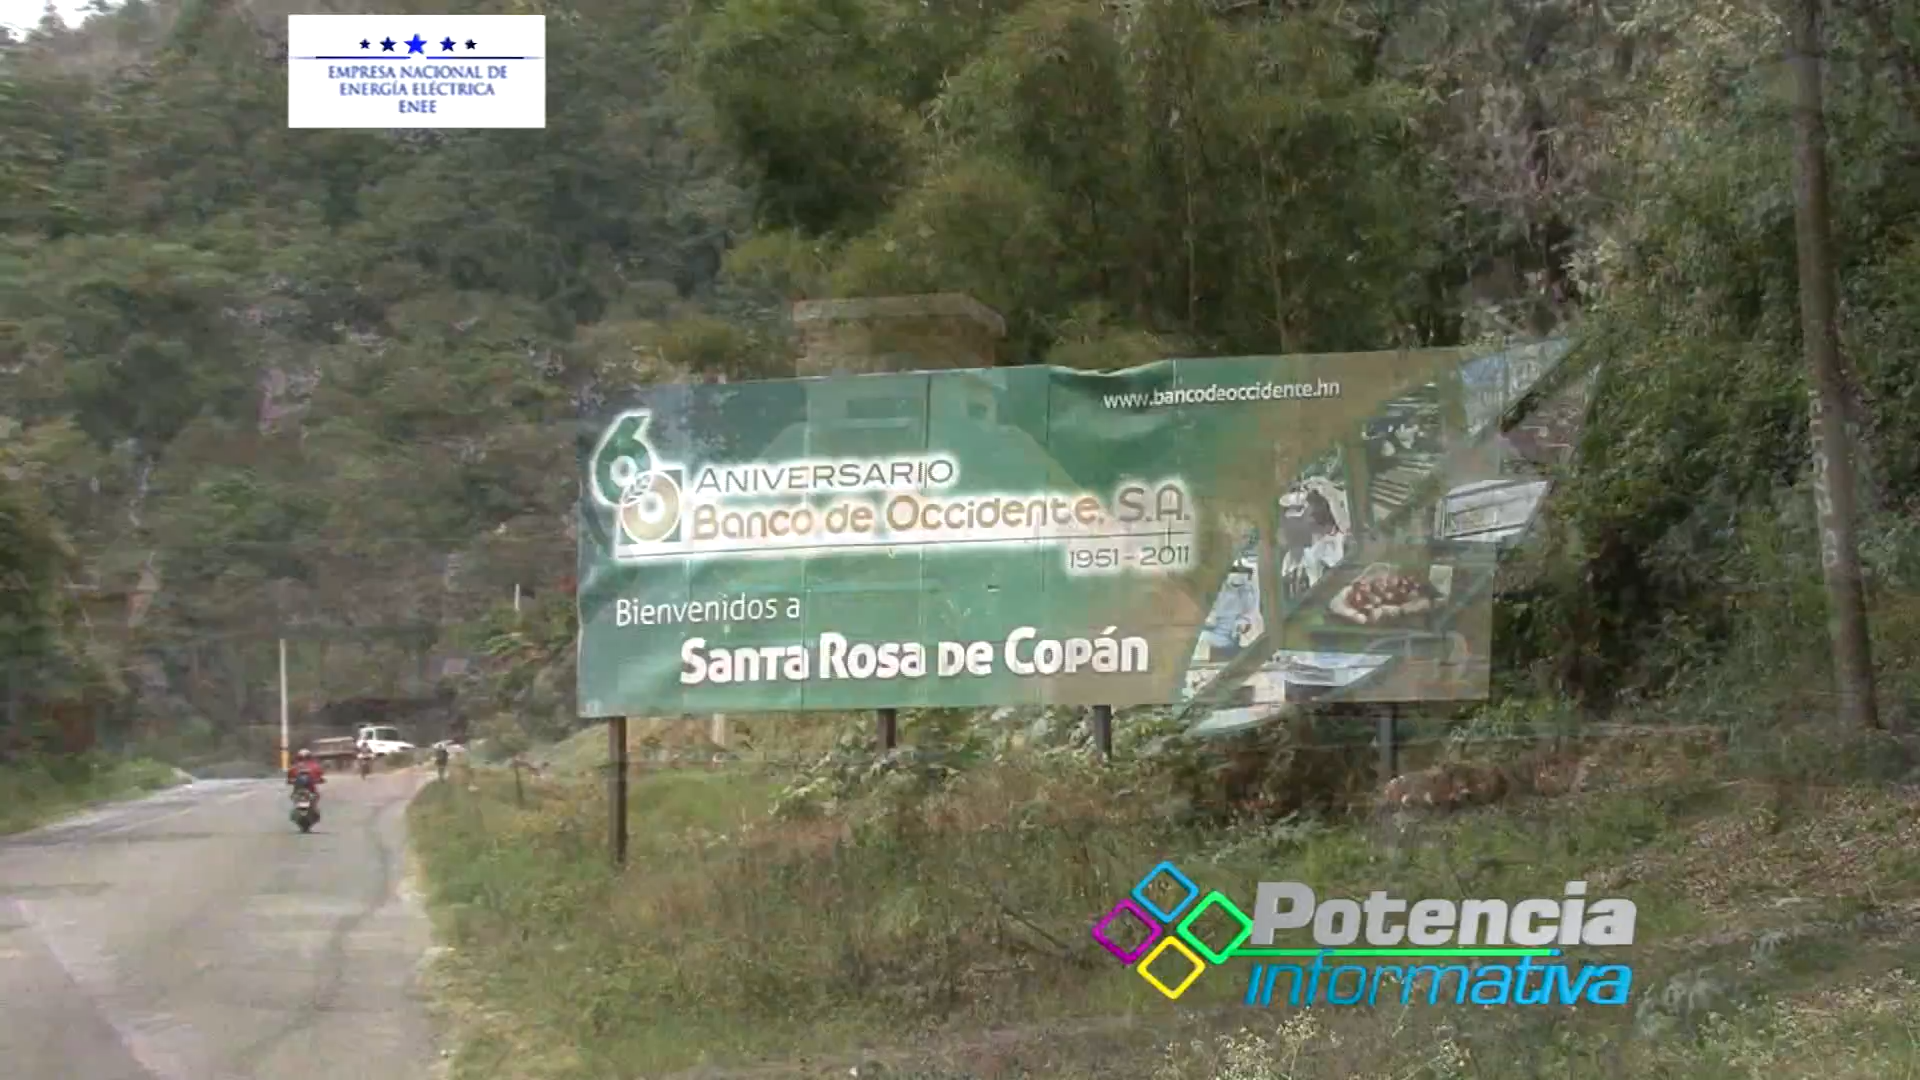 EMPRESA NACIONAL DE
ENERGÍA ELÉCTRICA
ENEE
www.bancodeoccidente.hn
60 ANIVERSARIO
Banco de Occidente, S.A.
1951 - 2011
Bienvenidos a
Santa Rosa de Copán
Potencia
informativa